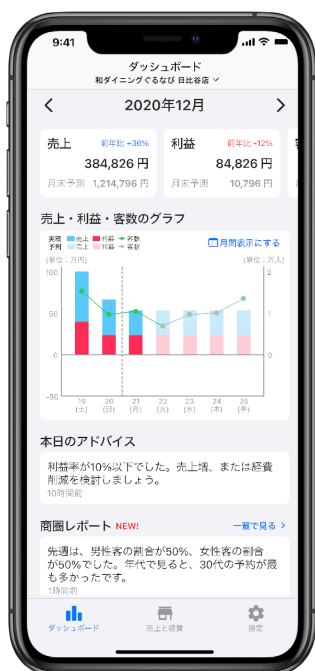 9:41
ダッシュボード
和ダイニングぐるなび 日比谷店
2020年12月
売上 前年比 +36%
384,826 円
月末予測 1,214,796 円
利益 前年比 -12%
84,826 円
月末予測 10,796 円
売上・利益・客数のグラフ
実績 売上 利益 客数
予測 売上 利益 客数
月間表示にする
(単位：万円) (単位：万人)
100 2
50 1
0 0
-50
19 20 21 22 23 24 25
(土) (日) (月) (火) (水) (木) (金)
本日のアドバイス
利益率が10%以下でした。売上増、または経費
削減を検討しましょう。
10時間前
商圏レポート NEW! 一覧で見る
先週は、男性客の割合が50%、女性客の割合
が50%でした。年代で見ると、30代の予約が最
も多かったです。
1時間前
ダッシュボード 売上と経費 設定